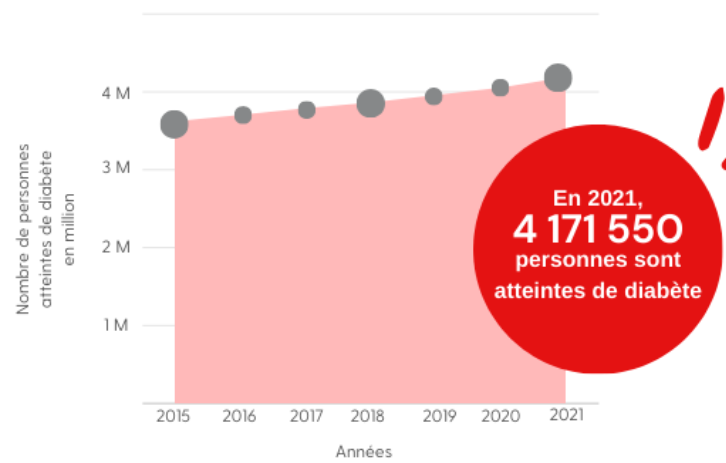 Nombre de personnes
atteintes de diabète
en million
4 M
3 M
2 M
1 M
2015 2016 2017 2018 2019 2020 2021
Années
En 2021,
4 171 550
personnes sont
atteintes de diabète